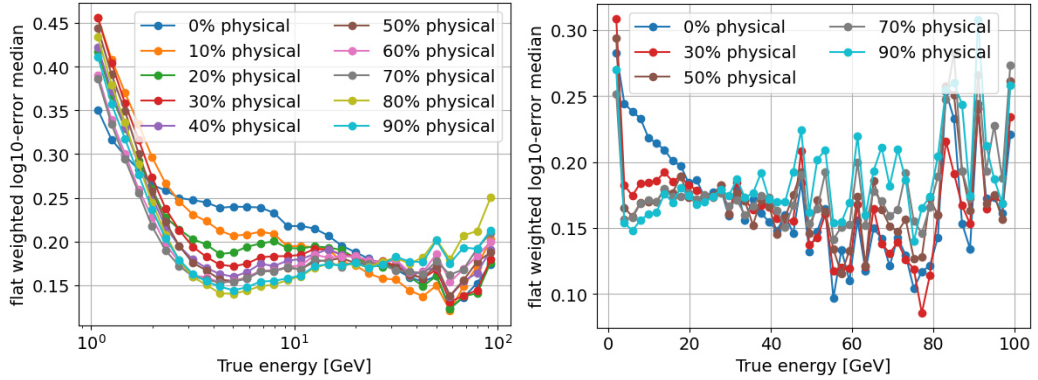 flat weighted log10-error median
0.45
0.40
0.35
0.30
0.25
0.20
0.15
0% physical
10% physical
20% physical
30% physical
40% physical
50% physical
60% physical
70% physical
80% physical
90% physical
10⁰
10¹
10²
True energy [GeV]
flat weighted log10-error median
0.30
0.25
0.20
0.15
0.10
0% physical
30% physical
50% physical
70% physical
90% physical
0
20
40
60
80
100
True energy [GeV]